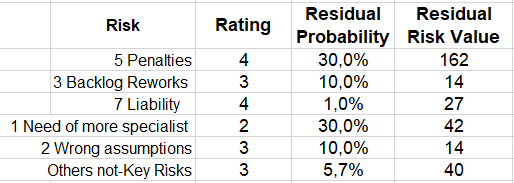 Risk Rating Residual Probability Residual Risk Value
5 Penalties 4 30,0% 162
3 Backlog Reworks 3 10,0% 14
7 Liability 4 1,0% 27
1 Need of more specialist 2 30,0% 42
2 Wrong assumptions 3 10,0% 14
Others not-Key Risks 3 5,7% 40